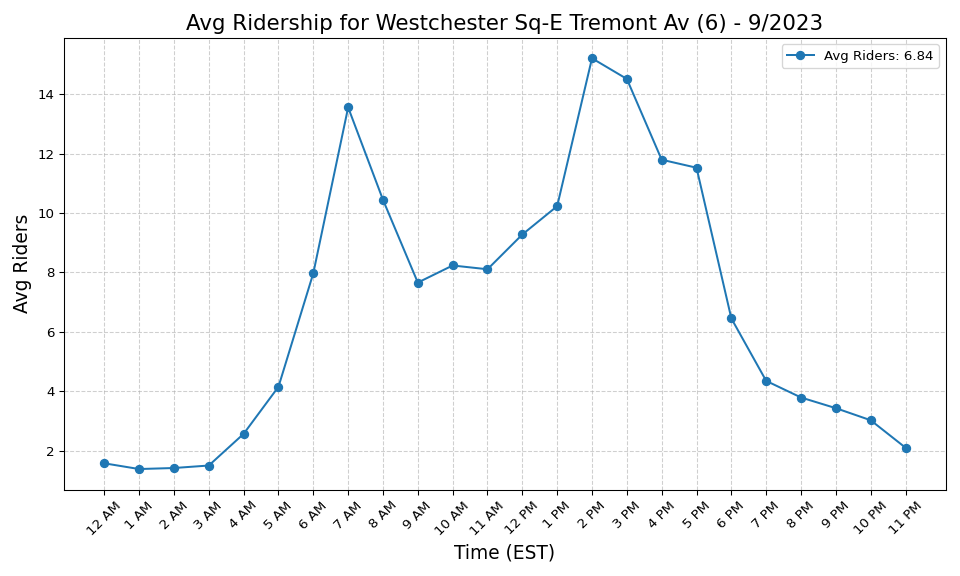 Avg Ridership for Westchester Sq-E Tremont Av (6) - 9/2023
Avg Riders: 6.84
Avg Riders
14
12
10
8
6
4
2
12 AM
1 AM
2 AM
3 AM
4 AM
5 AM
6 AM
7 AM
8 AM
9 AM
10 AM
11 AM
12 PM
1 PM
2 PM
3 PM
4 PM
5 PM
6 PM
7 PM
8 PM
9 PM
10 PM
11 PM
Time (EST)